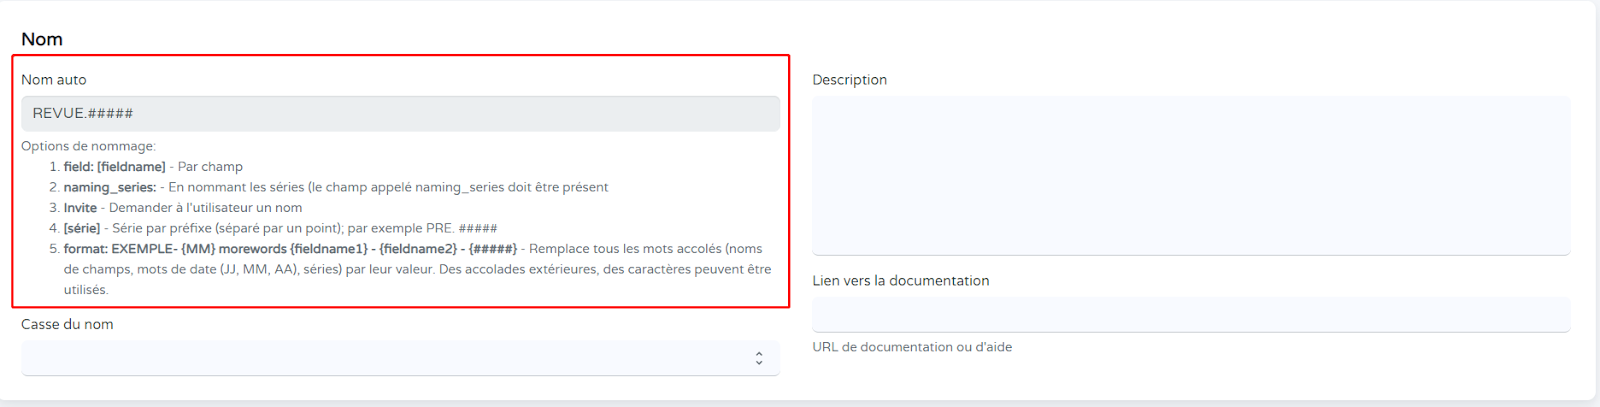 Nom
Nom auto
REVUE.#####
Options de nommage:
1. field: [fieldname] - Par champ
2. naming_series: - En nommant les séries (le champ appelé naming_series doit être présent
3. Invite - Demander à l'utilisateur un nom
4. [série] - Série par préfixe (séparé par un point); par exemple PRE. #####
5. format: EXEMPLE- {MM} morewords {fieldname1} - {fieldname2} - {#####} - Remplace tous les mots accolés (noms
de champs, mots de date (JJ, MM, AA), séries) par leur valeur. Des accolades extérieures, des caractères peuvent être
utilisés.
Casse du nom
Description
Lien vers la documentation
URL de documentation ou d'aide